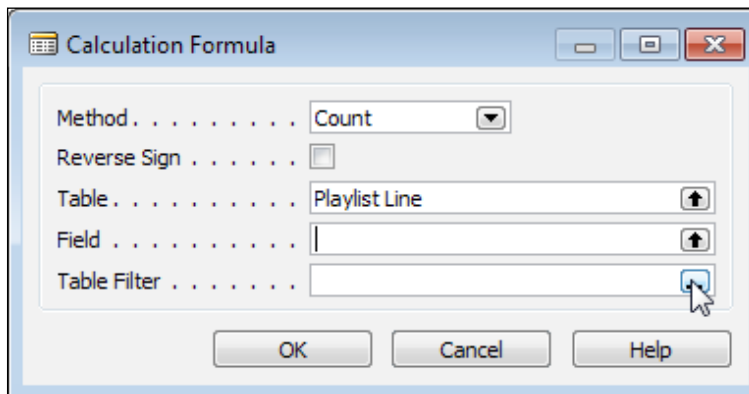 Calculation Formula
Method. . . . . . . . . . Count
Reverse Sign . . . . . .
Table. . . . . . . . . . . Playlist Line
Field . . . . . . . . . . .
Table Filter . . . . . . .
OK Cancel Help